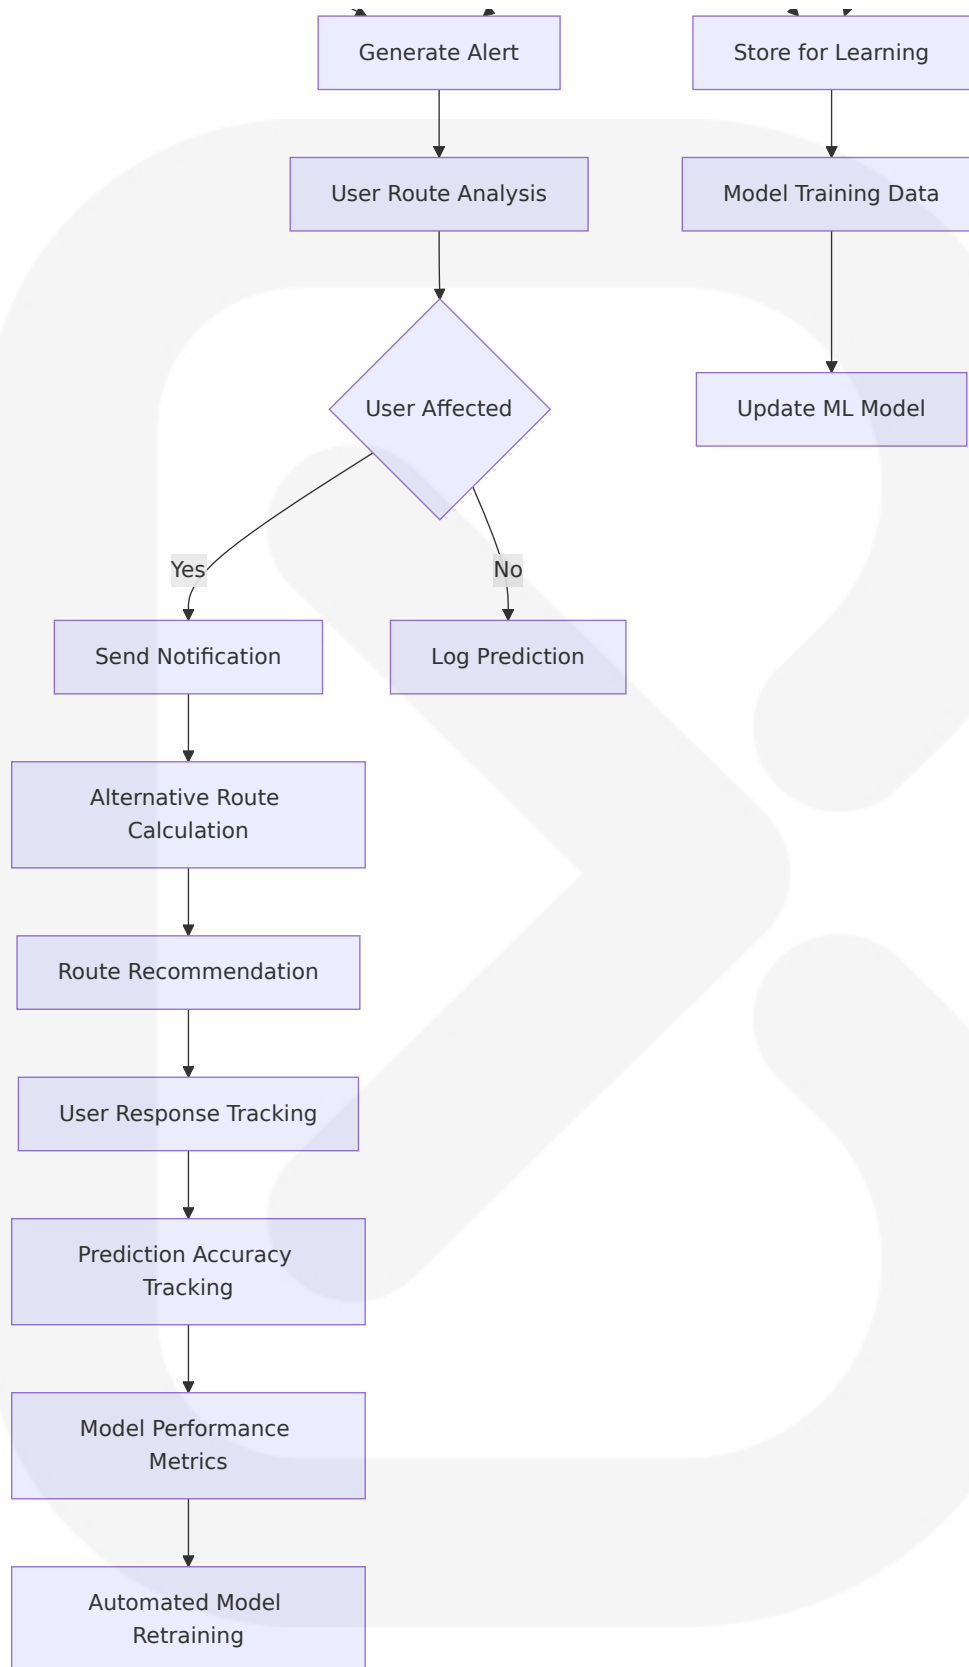 Generate Alert
Store for Learning
User Route Analysis
Model Training Data
User Affected
Update ML Model
Yes
No
Send Notification
Log Prediction
Alternative Route
Calculation
Route Recommendation
User Response Tracking
Prediction Accuracy
Tracking
Model Performance
Metrics
Automated Model
Retraining